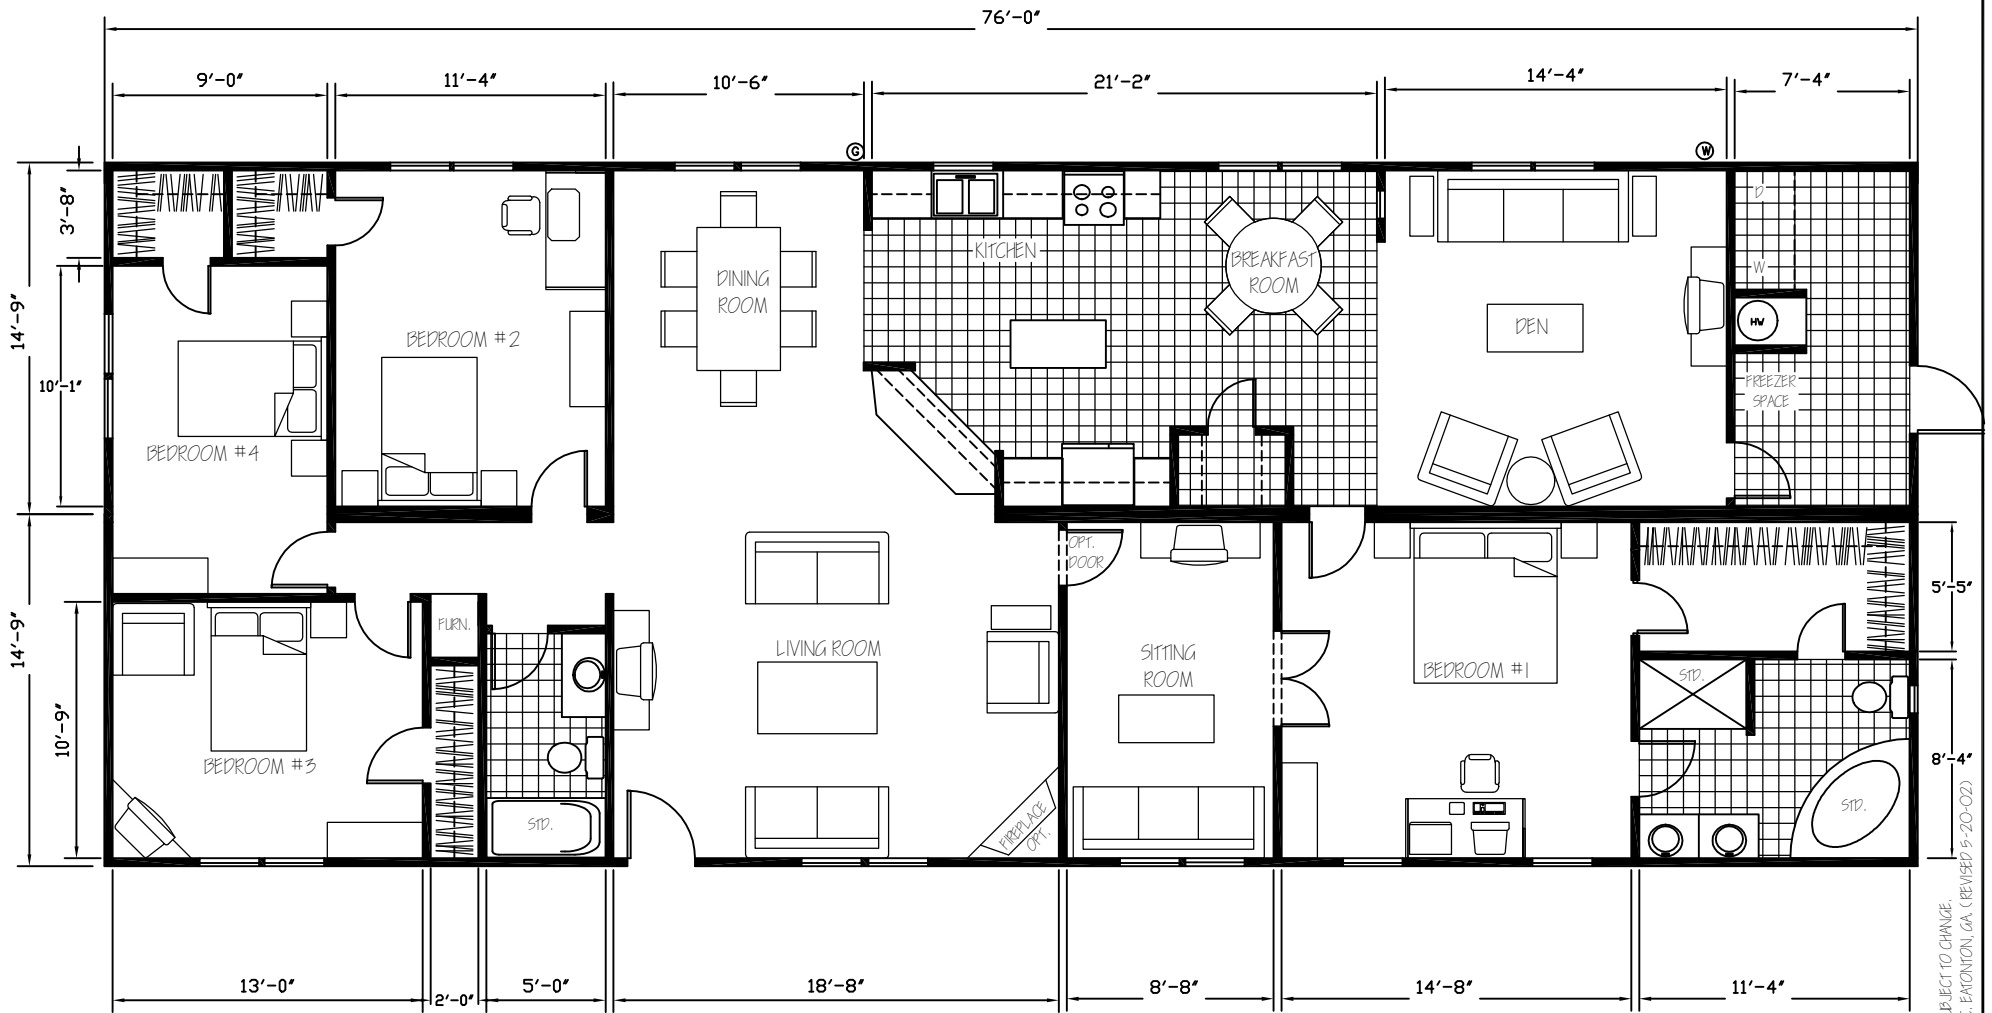 76'-0"
9'-0"
11'-4"
10'-6"
21'-2"
14'-4"
7'-4"
G
W
3'-8"
14'-9"
10'-1"
KITCHEN
DINING
ROOM
BREAKFAST
ROOM
D
W
HW
DEN
FREEZER
SPACE
BEDROOM #2
BEDROOM #4
OPT.
DOOR
5'-5"
14'-9"
10'-9"
FURN.
LIVING ROOM
SITTING
ROOM
BEDROOM #1
STD.
BEDROOM #3
STD.
FIREPLACE
OPT.
STD.
8'-4"
BJECT TO CHANGE.
EATONTON, GA. (REVISED 5-20-02)
13'-0"
2'-0"
5'-0"
18'-8"
8'-8"
14'-8"
11'-4"